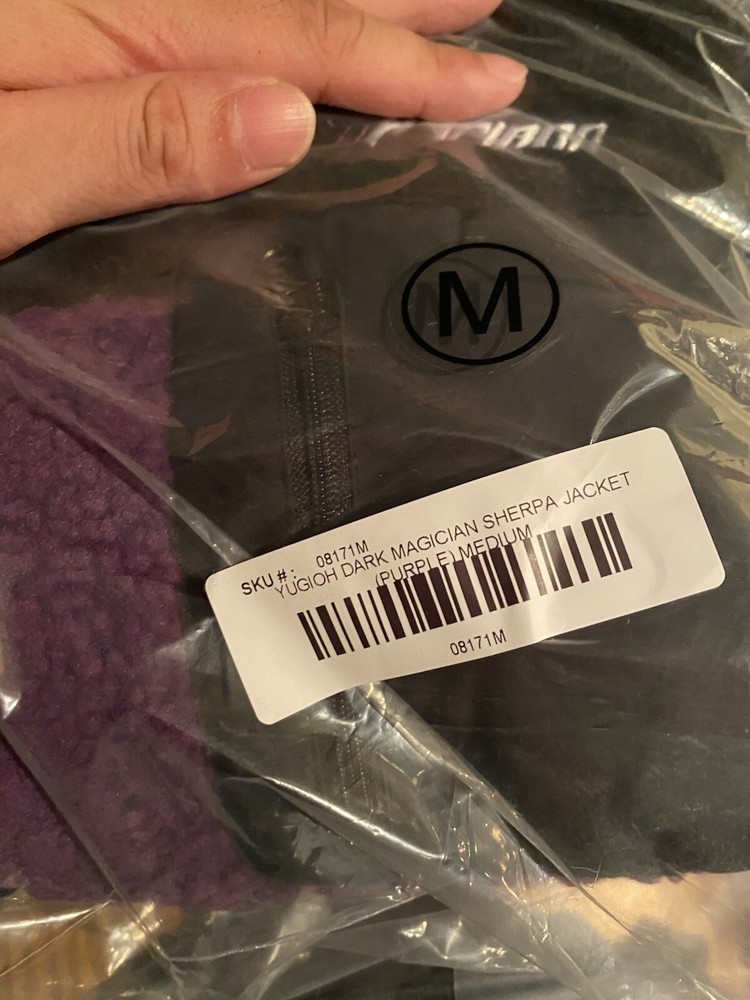 M
SKU #: 08171M
YUGIOH DARK MAGICIAN SHERPA JACKET
(PURPLE) MEDIUM
08171M